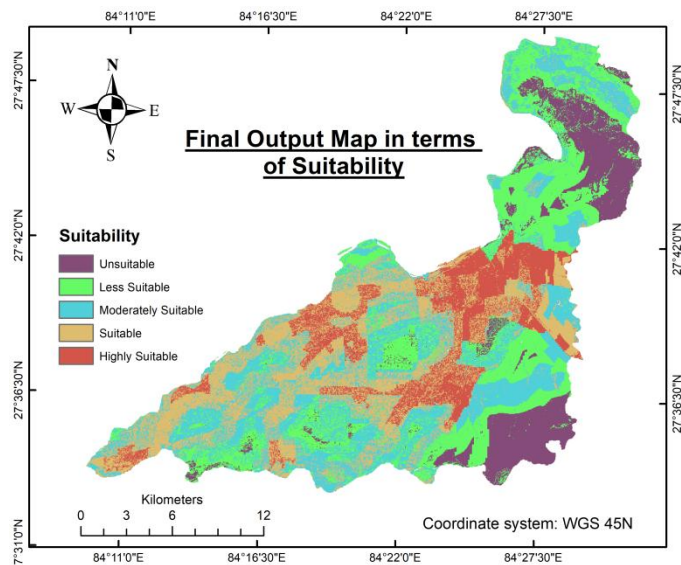 84°11'0"E 84°16'30"E 84°22'0"E 84°27'30"E
27°47'30"N 27°47'30"N
N
W E
S
Final Output Map in terms
of Suitability
27°42'0"N 27°42'0"N
Suitability
Unsuitable
Less Suitable
Moderately Suitable
Suitable
Highly Suitable
27°36'30"N 27°36'30"N
Kilometers
0 3 6 12
Coordinate system: WGS 45N
7°31'0"N
84°11'0"E 84°16'30"E 84°22'0"E 84°27'30"E